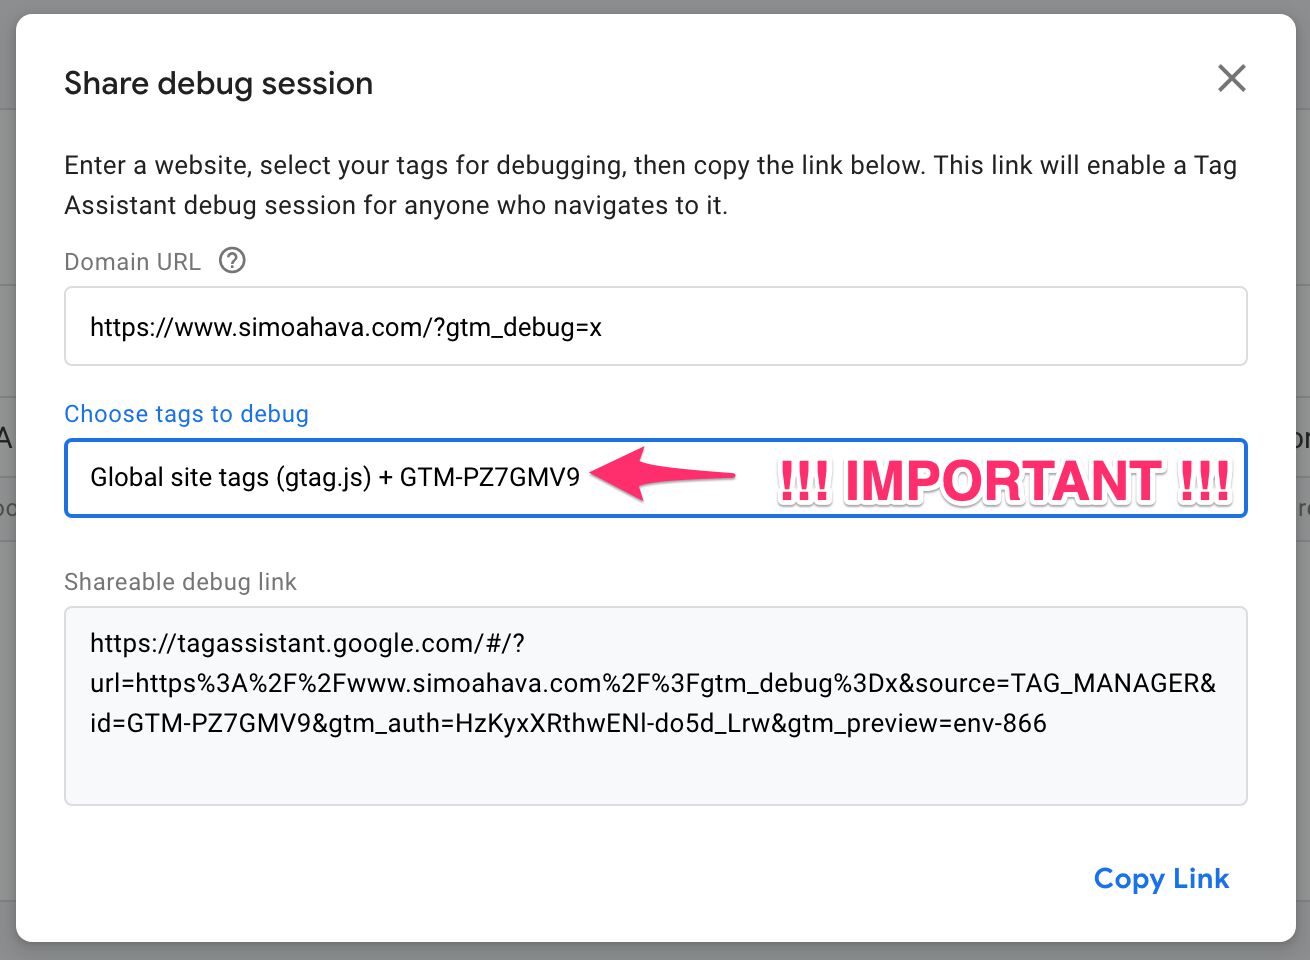 Share debug session
Enter a website, select your tags for debugging, then copy the link below. This link will enable a Tag
Assistant debug session for anyone who navigates to it.
Domain URL
https://www.simoahava.com/?gtm_debug=x
Choose tags to debug
Global site tags (gtag.js) + GTM-PZ7GMV9 !!! IMPORTANT !!!
Shareable debug link
https://tagassistant.google.com/#/?
url=https%3A%2F%2Fwww.simoahava.com%2F%3Fgtm_debug%3Dx&source=TAG_MANAGER&
id=GTM-PZ7GMV9&gtm_auth=HzKyxXRthwENl-do5d_Lrw&gtm_preview=env-866
Copy Link